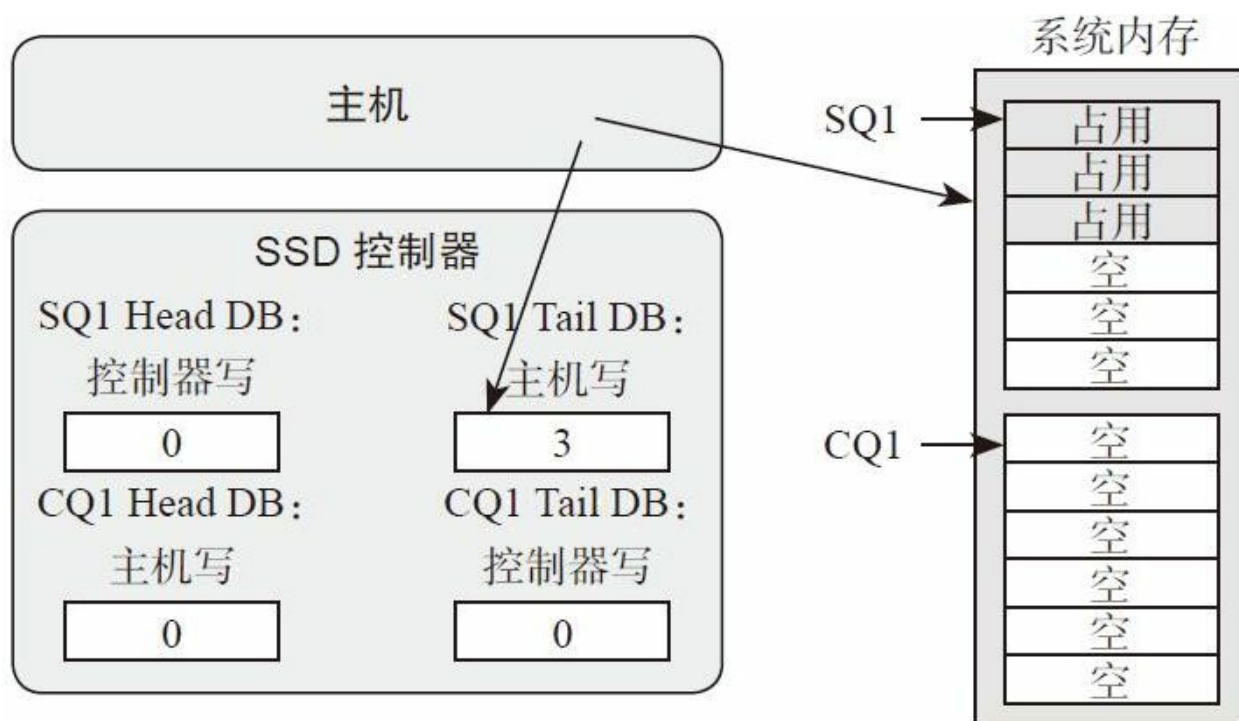 系统内存
主机
SQ1
占用
占用
占用
空
空
空
SSD 控制器
SQ1 Head DB：
控制器写
0
SQ1 Tail DB：
主机写
3
CQ1 Head DB：
主机写
0
CQ1 Tail DB：
控制器写
0
CQ1
空
空
空
空
空
空